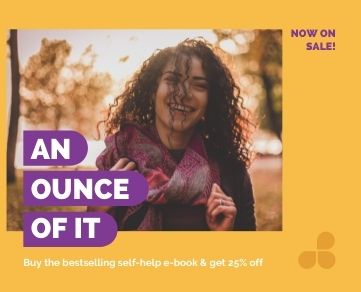 NOW ON
SALE!
AN
OUNCE
OF IT
Buy the bestselling self-help e-book & get 25% off